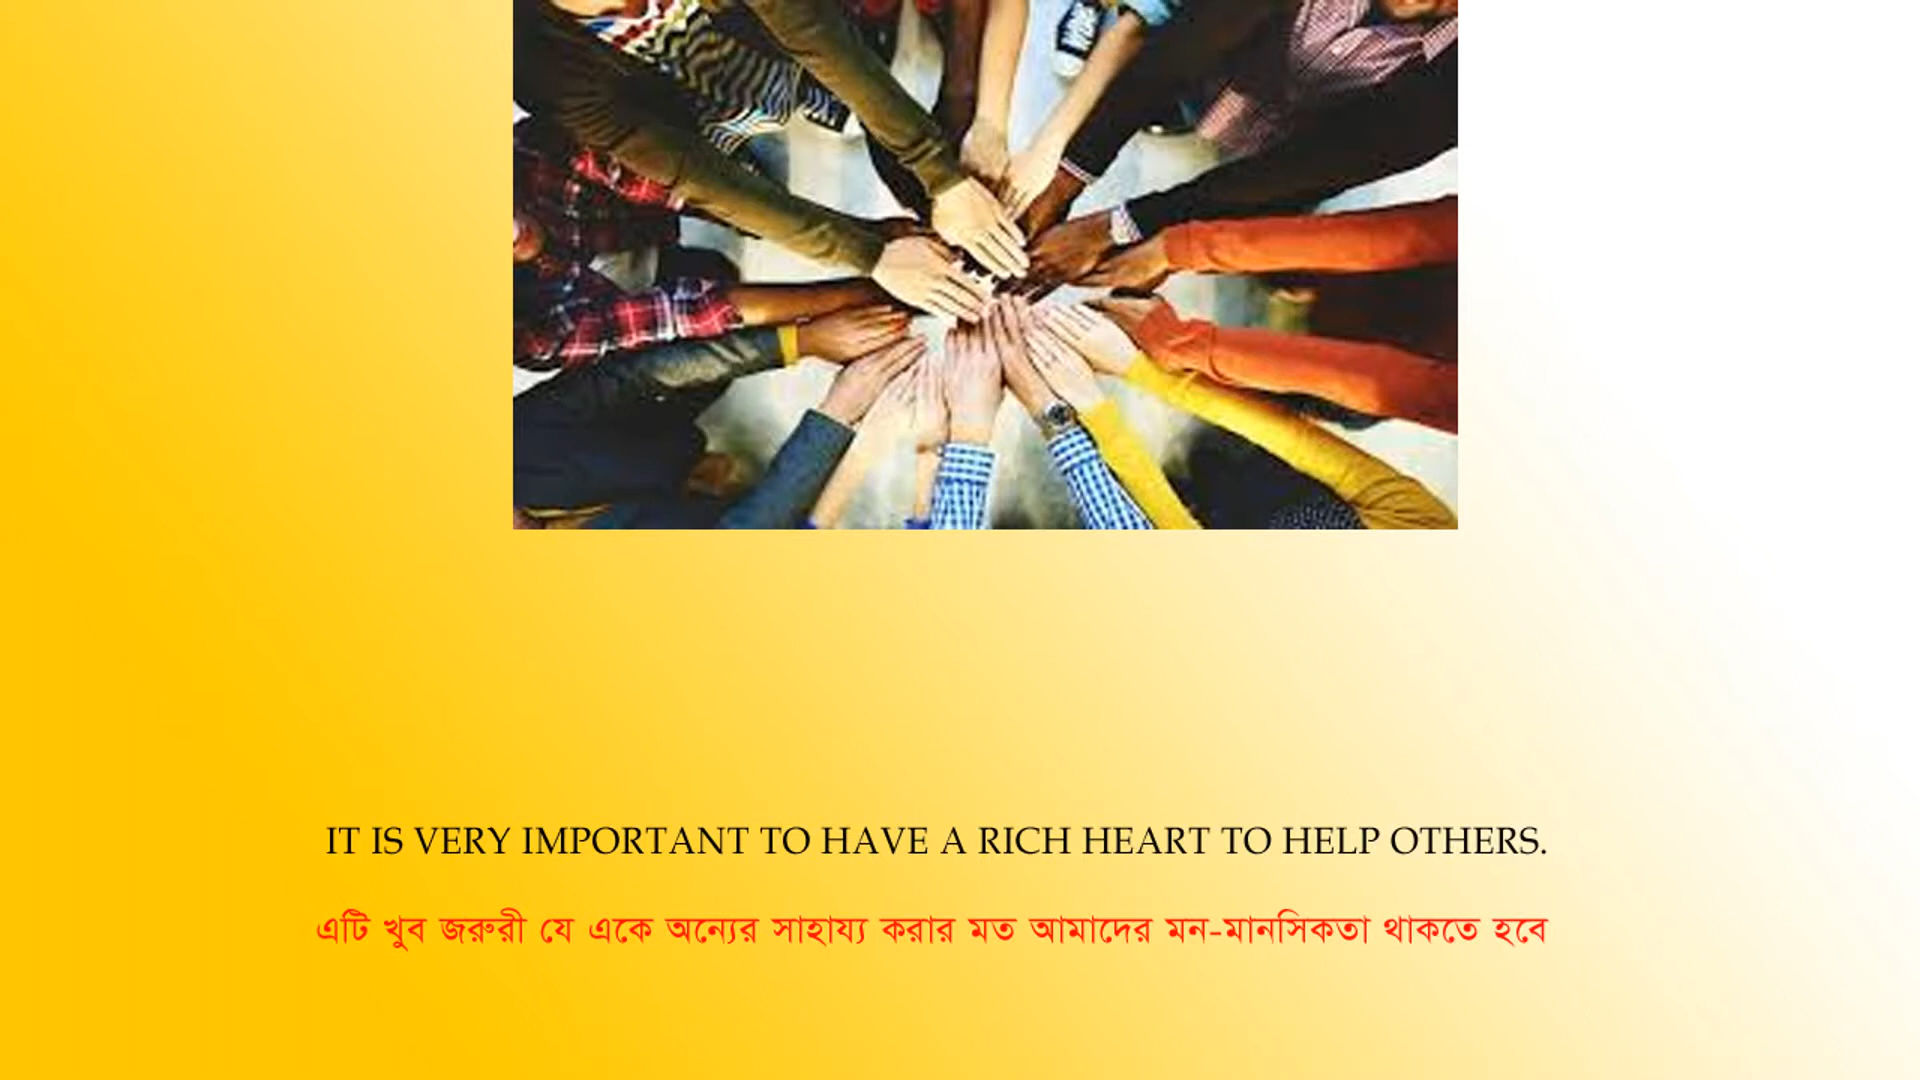 IT IS VERY IMPORTANT TO HAVE A RICH HEART TO HELP OTHERS.
এটি খুব জরুরী যে একে অন্যের সাহায্য করার মত আমাদের মন-মানসিকতা থাকতে হবে